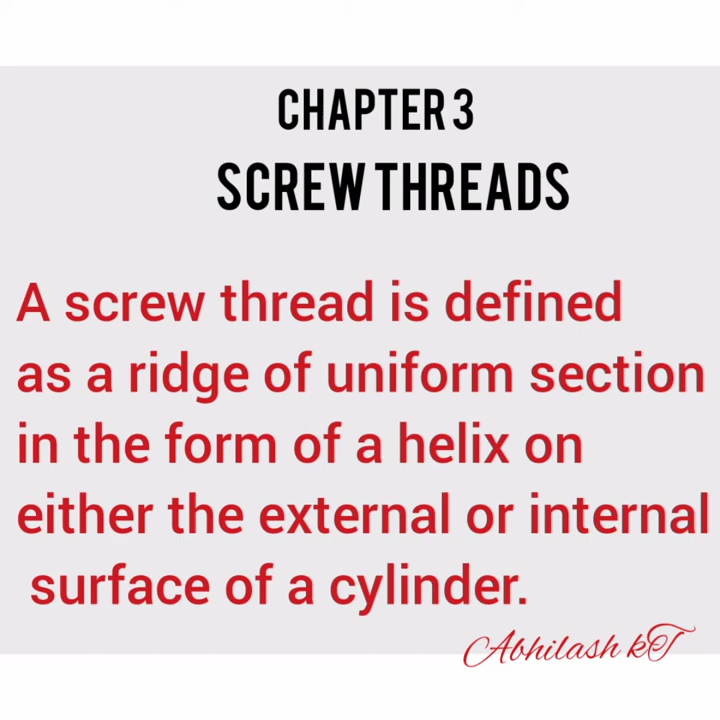 CHAPTER 3
SCREW THREADS
A screw thread is defined
as a ridge of uniform section
in the form of a helix on
either the external or internal
surface of a cylinder.
Abhilash kT